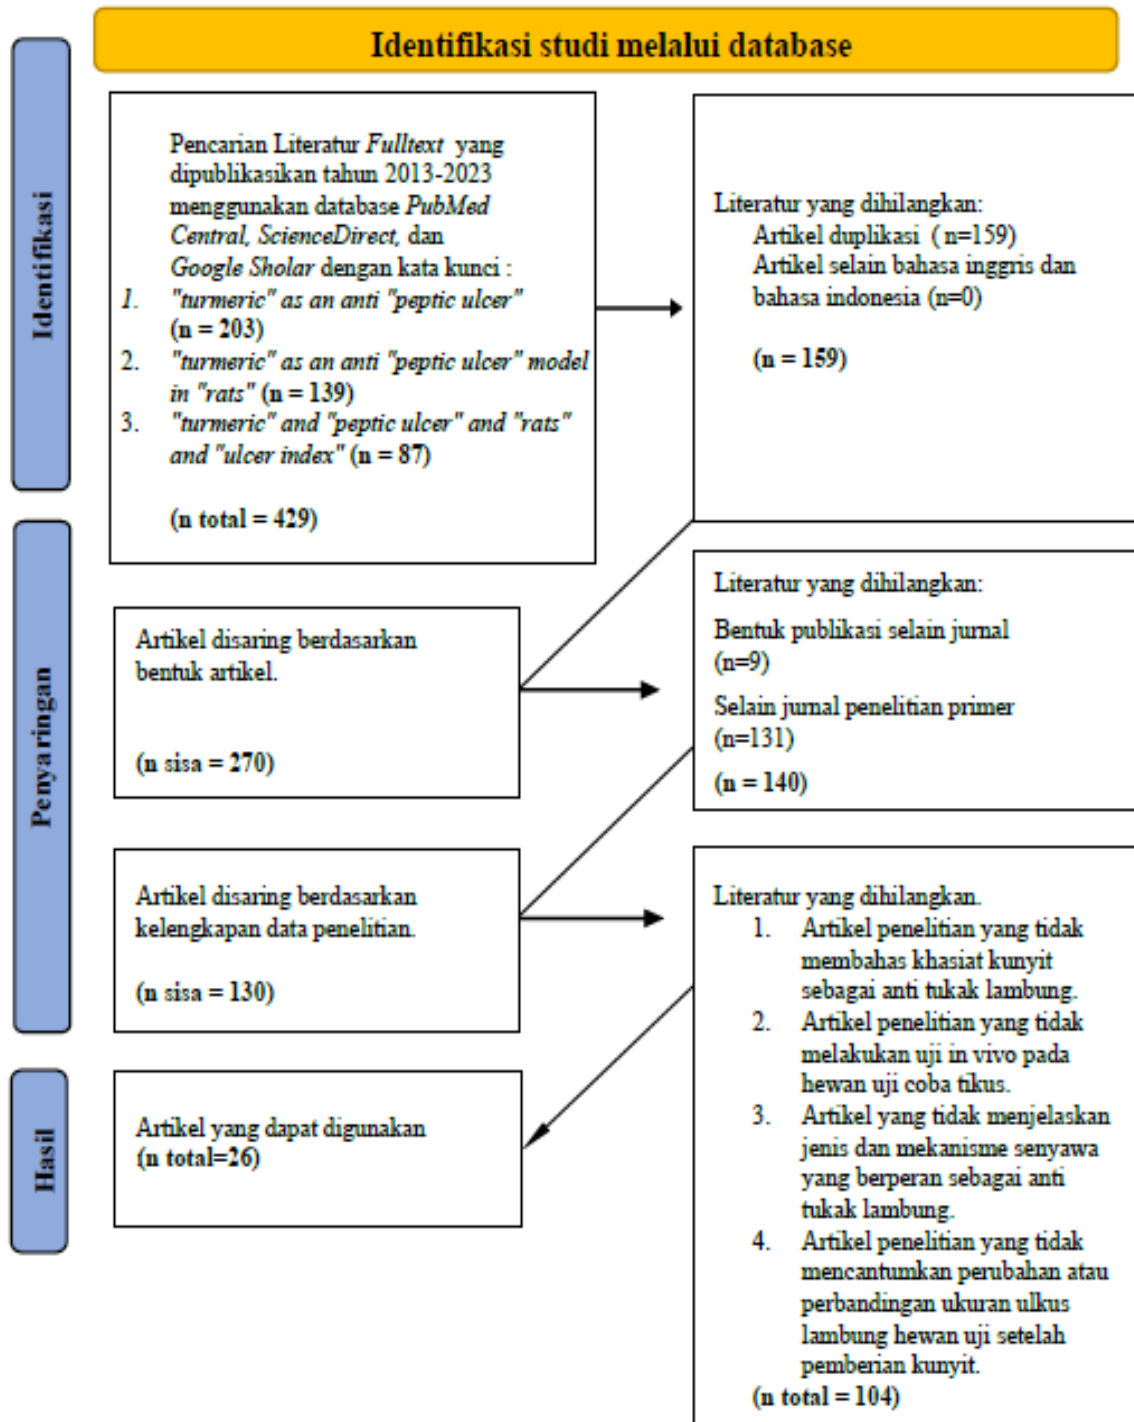 Identifikasi studi melalui database
Identifikasi
Pencarian Literatur Fulltext yang
dipublikasikan tahun 2013-2023
menggunakan database PubMed
Central, ScienceDirect, dan
Google Sholar dengan kata kunci :
1. "turmeric" as an anti "peptic ulcer"
(n = 203)
2. "turmeric" as an anti "peptic ulcer" model
in "rats" (n = 139)
3. "turmeric" and "peptic ulcer" and "rats"
and "ulcer index" (n = 87)
(n total = 429)
Literatur yang dihilangkan:
Artikel duplikasi ( n=159)
Artikel selain bahasa inggris dan
bahasa indonesia (n=0)
(n = 159)
Penyaringan
Artikel disaring berdasarkan
bentuk artikel.
(n sisa = 270)
Literatur yang dihilangkan:
Bentuk publikasi selain jurnal
(n=9)
Selain jurnal penelitian primer
(n=131)
(n = 140)
Artikel disaring berdasarkan
kelengkapan data penelitian.
(n sisa = 130)
Literatur yang dihilangkan.
1. Artikel penelitian yang tidak
membahas khasiat kunyit
sebagai anti tukak lambung.
2. Artikel penelitian yang tidak
melakukan uji in vivo pada
hewan uji coba tikus.
3. Artikel yang tidak menjelaskan
jenis dan mekanisme senyawa
yang berperan sebagai anti
tukak lambung.
4. Artikel penelitian yang tidak
mencantumkan perubahan atau
perbandingan ukuran ulkus
lambung hewan uji setelah
pemberian kunyit.
(n total = 104)
Hasil
Artikel yang dapat digunakan
(n total=26)